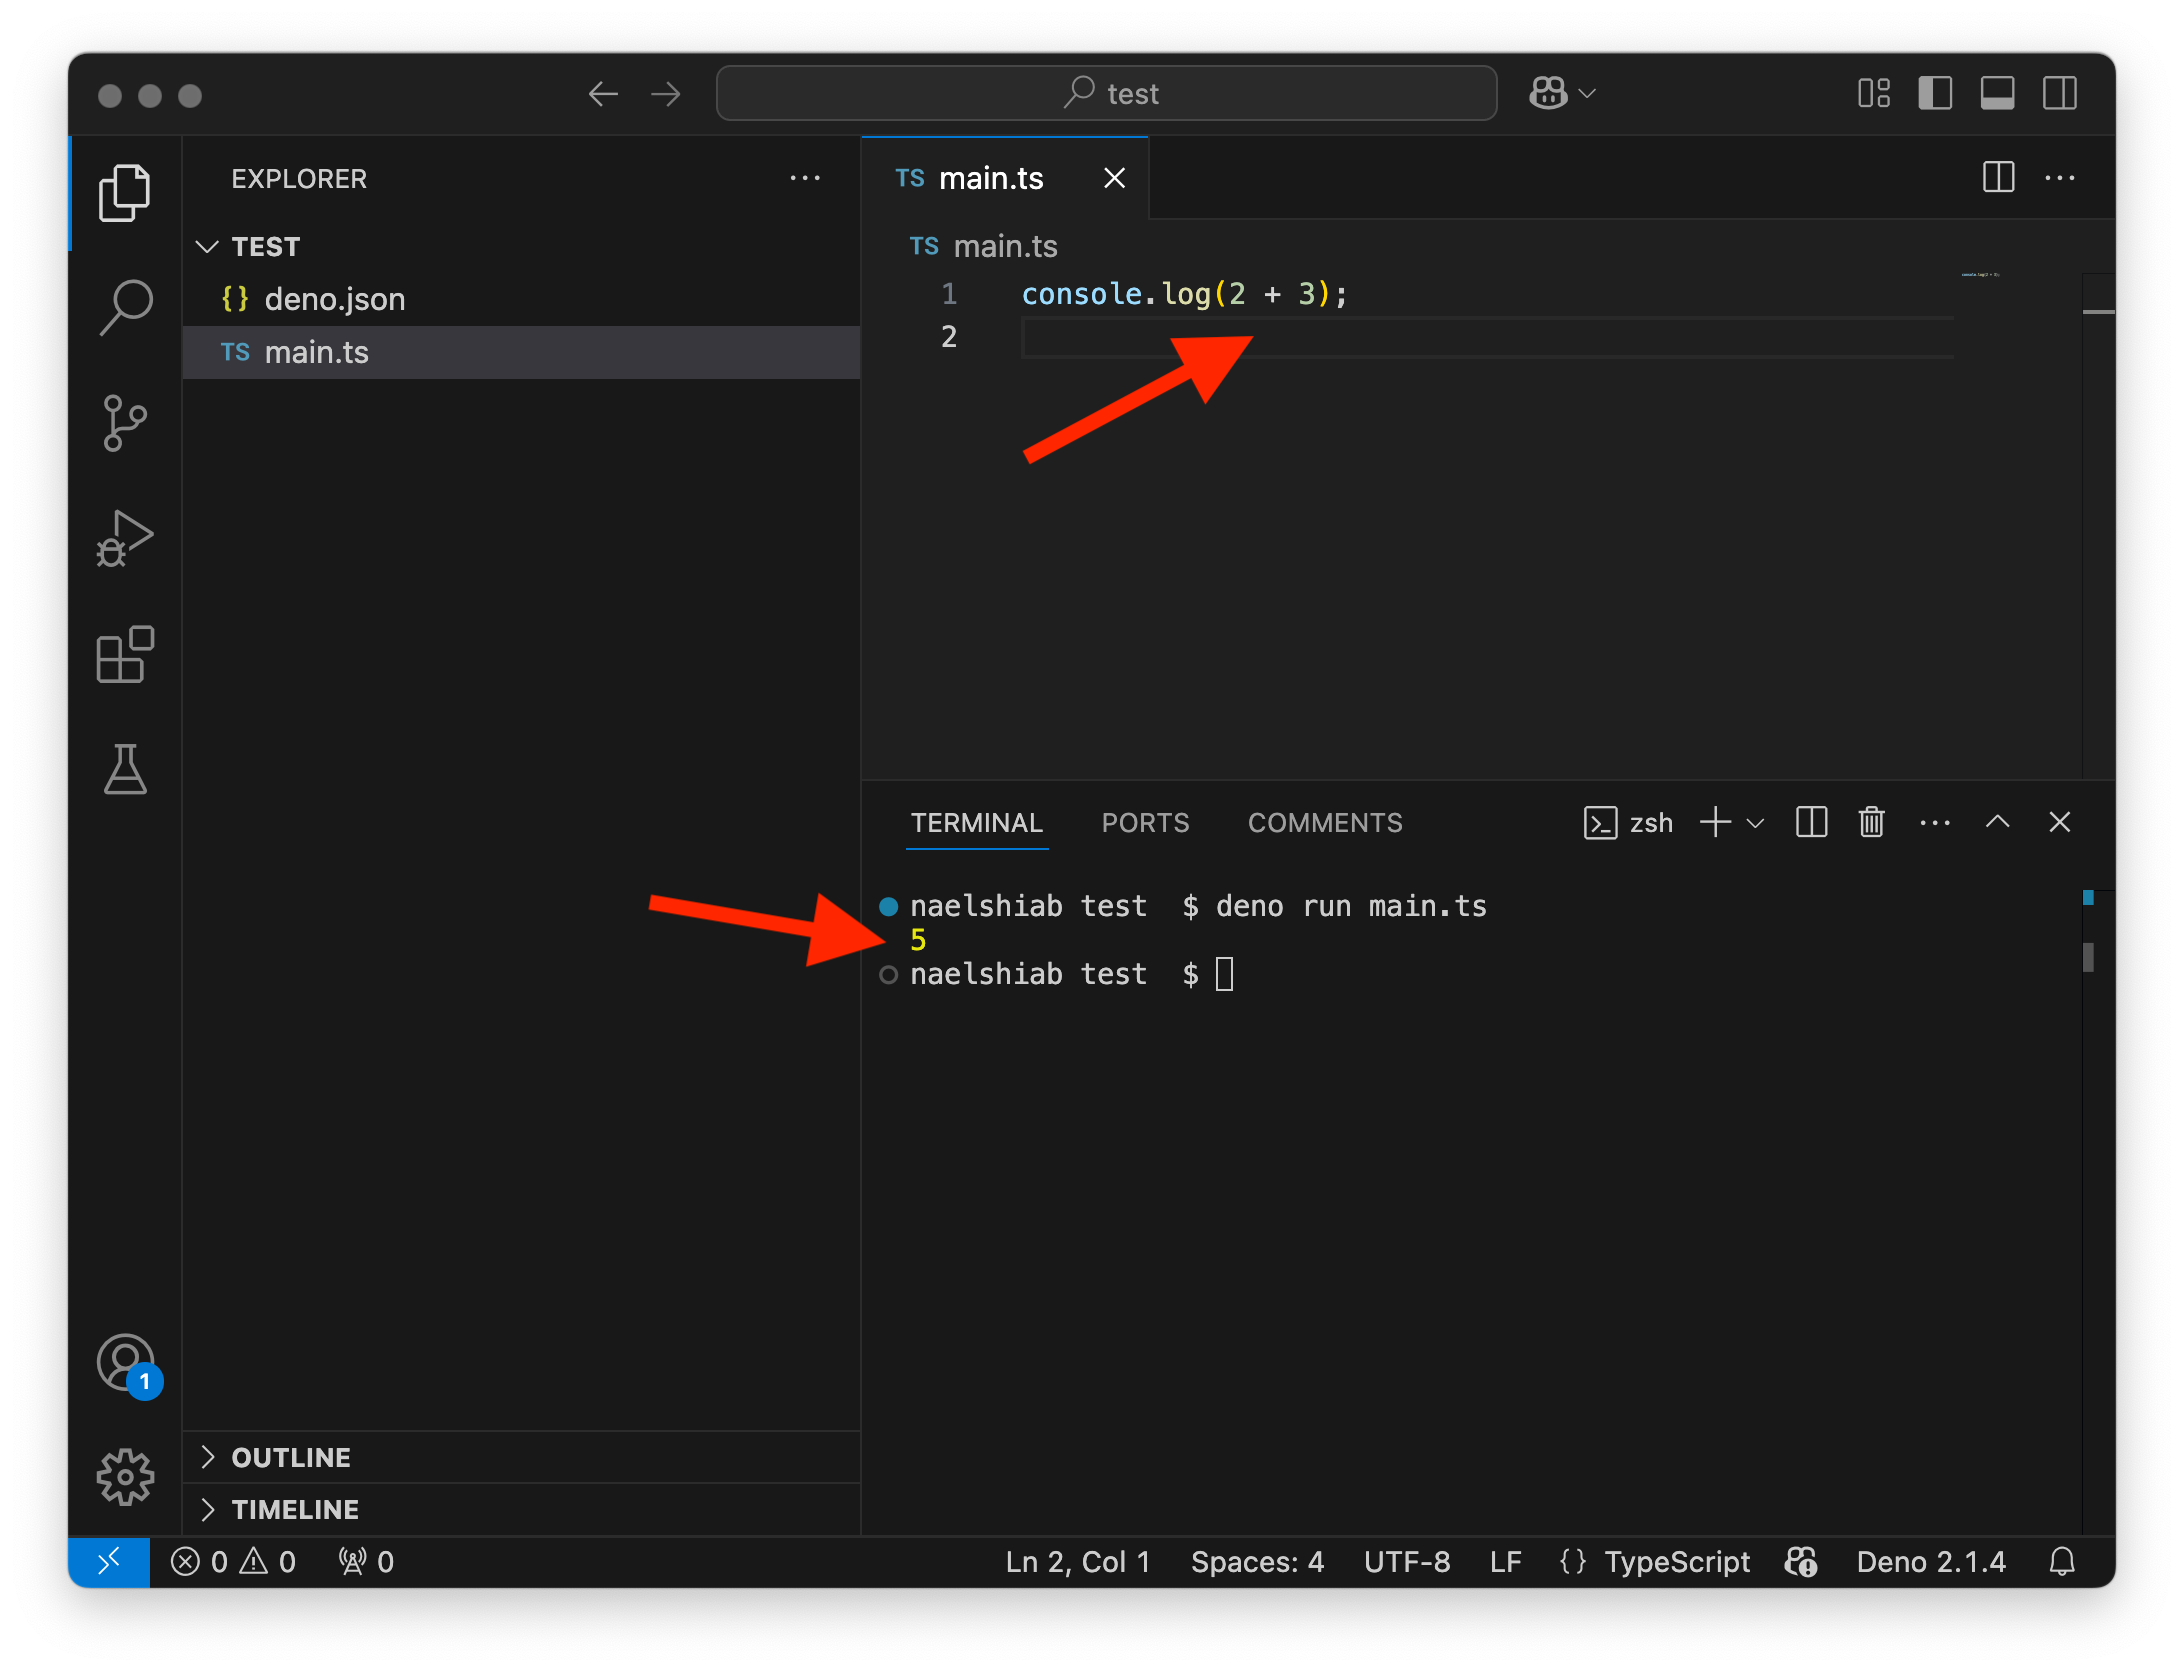 test
EXPLORER
TEST
{} deno.json
TS main.ts
OUTLINE
TIMELINE
TS main.ts
TS main.ts
1 console.log(2 + 3);
2
TERMINAL PORTS COMMENTS zsh
naelshiab test $ deno run main.ts
5
naelshiab test $
1
0 0 0 Ln 2, Col 1 Spaces: 4 UTF-8 LF {} TypeScript Deno 2.1.4